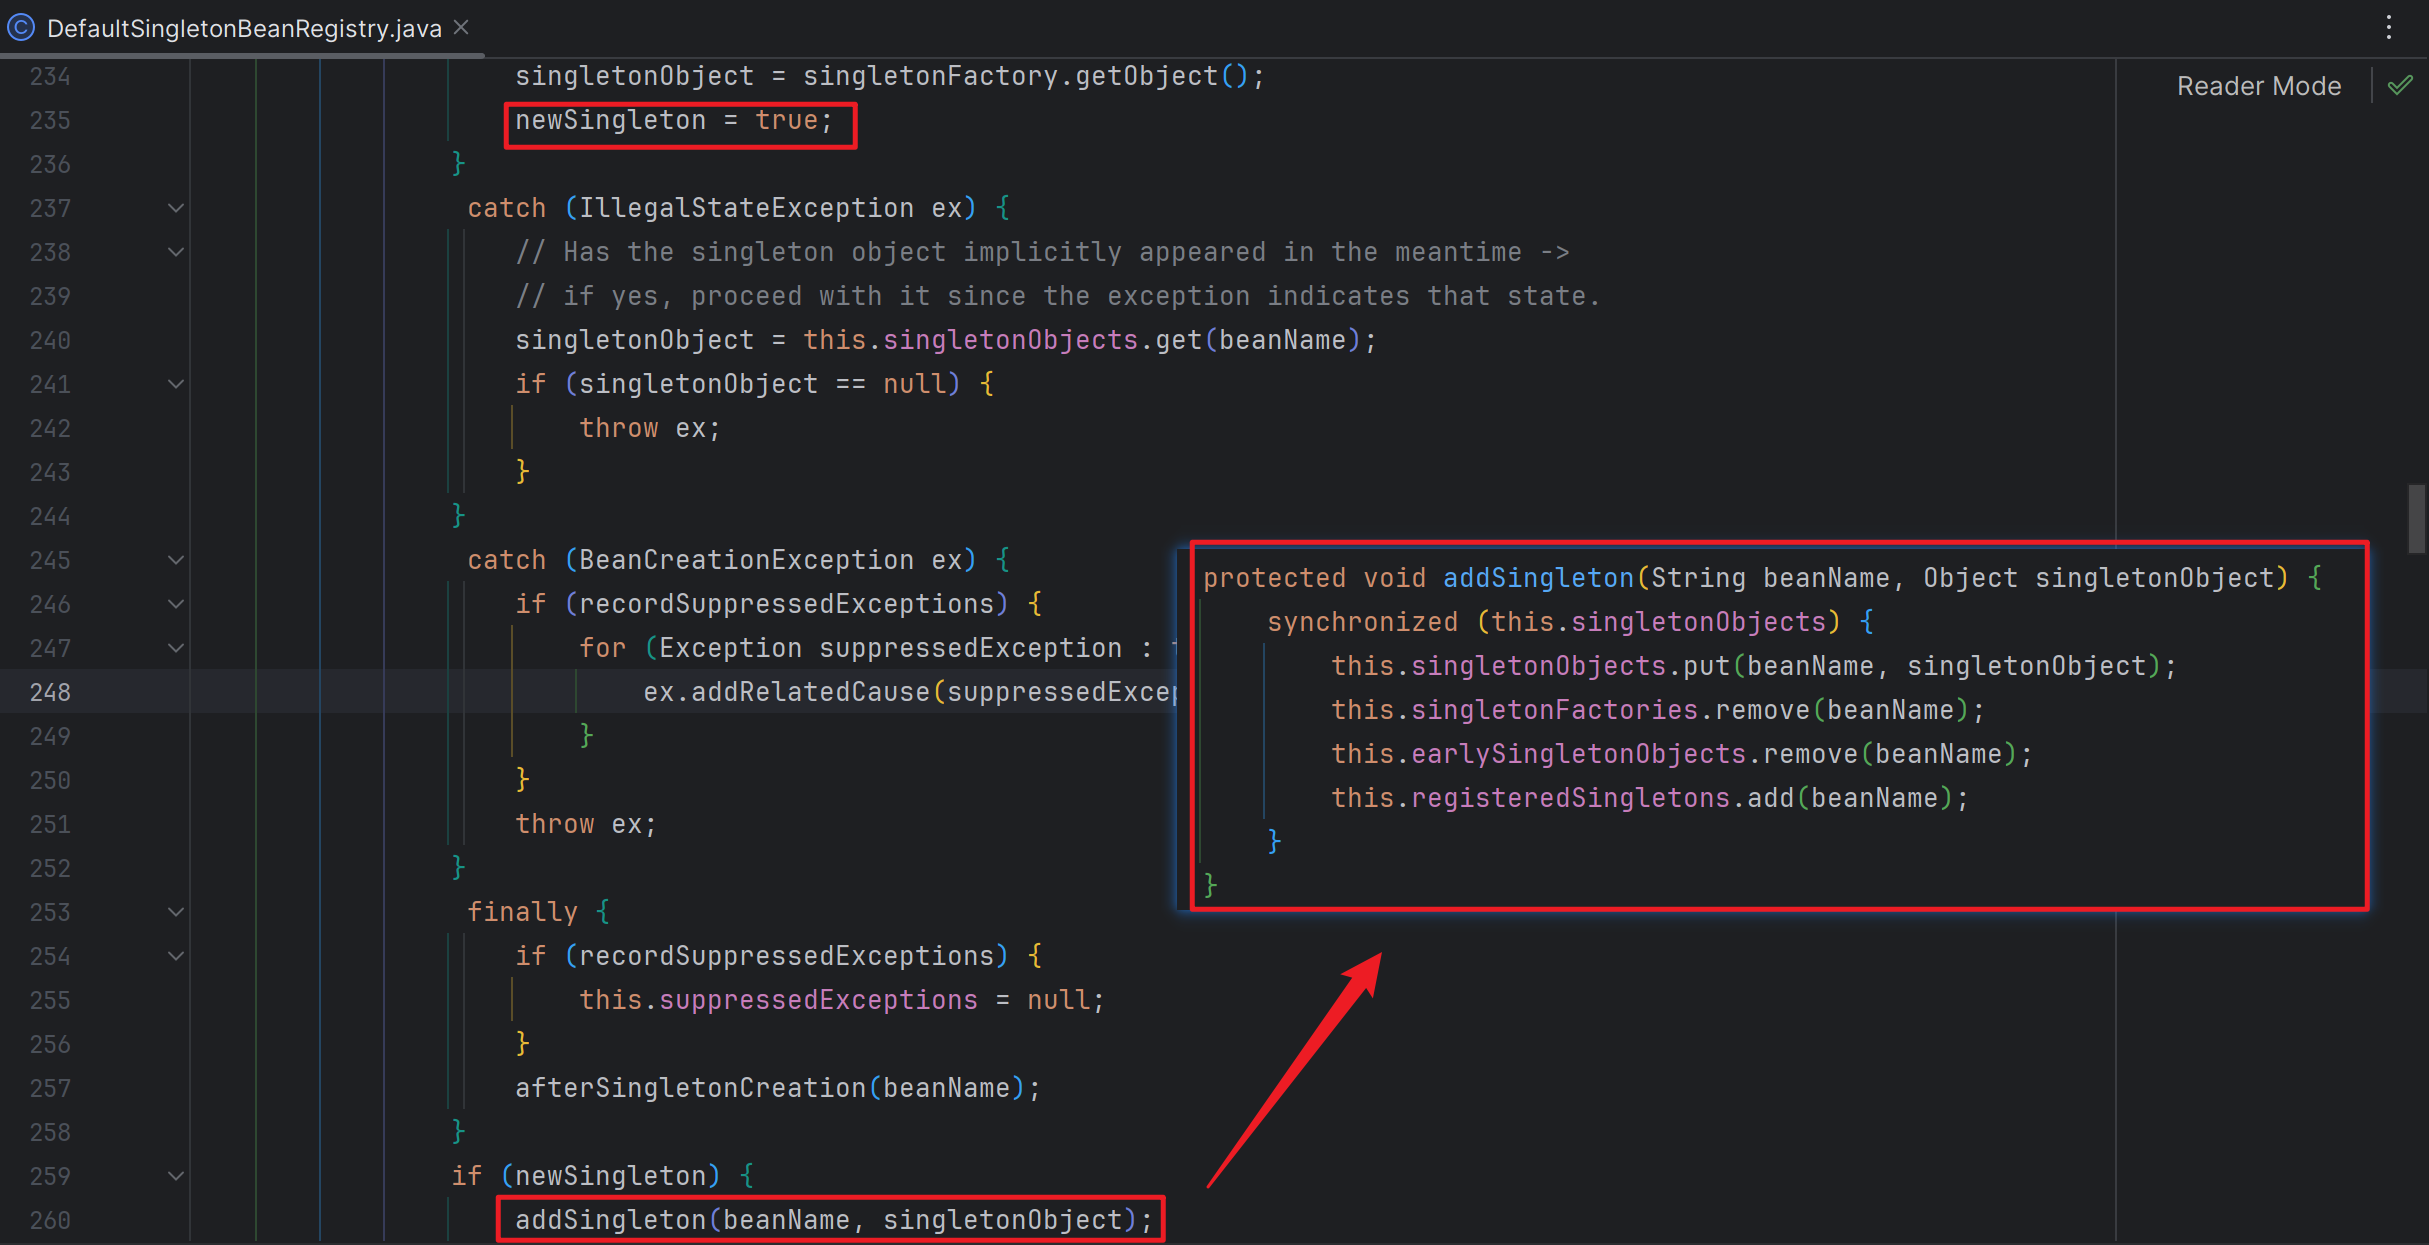 DefaultSingletonBeanRegistry.java
Reader Mode
234 singletonObject = singletonFactory.getObject();
235 newSingleton = true;
236 }
237 catch (IllegalStateException ex) {
238 // Has the singleton object implicitly appeared in the meantime ->
239 // if yes, proceed with it since the exception indicates that state.
240 singletonObject = this.singletonObjects.get(beanName);
241 if (singletonObject == null) {
242 throw ex;
243 }
244 }
245 catch (BeanCreationException ex) {
246 if (recordSuppressedExceptions) {
247 for (Exception suppressedException :
248 ex.addRelatedCause(suppressedExcep
249 }
250 }
251 throw ex;
252 }
253 finally {
254 if (recordSuppressedExceptions) {
255 this.suppressedExceptions = null;
256 }
257 afterSingletonCreation(beanName);
258 }
259 if (newSingleton) {
260 addSingleton(beanName, singletonObject);
protected void addSingleton(String beanName, Object singletonObject) {
synchronized (this.singletonObjects) {
this.singletonObjects.put(beanName, singletonObject);
this.singletonFactories.remove(beanName);
this.earlySingletonObjects.remove(beanName);
this.registeredSingletons.add(beanName);
}
}